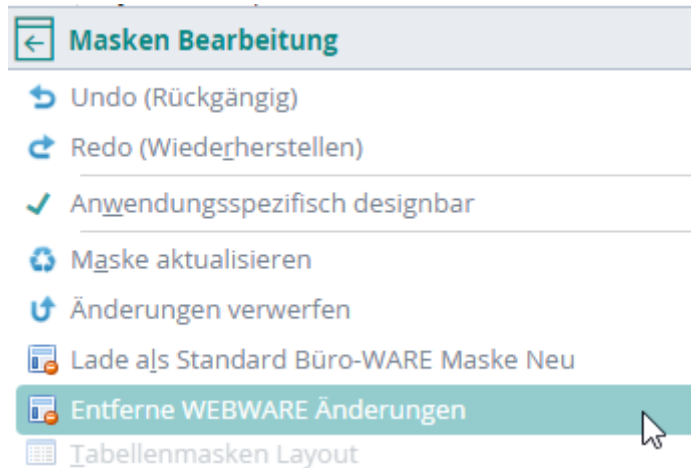 Masken Bearbeitung
Undo (Rückgängig)
Redo (Wiederherstellen)
Anwendungsspezifisch designbar
Maske aktualisieren
Änderungen verwerfen
Lade als Standard Büro-WARE Maske Neu
Entferne WEBWARE Änderungen
Tabellenmasken Layout